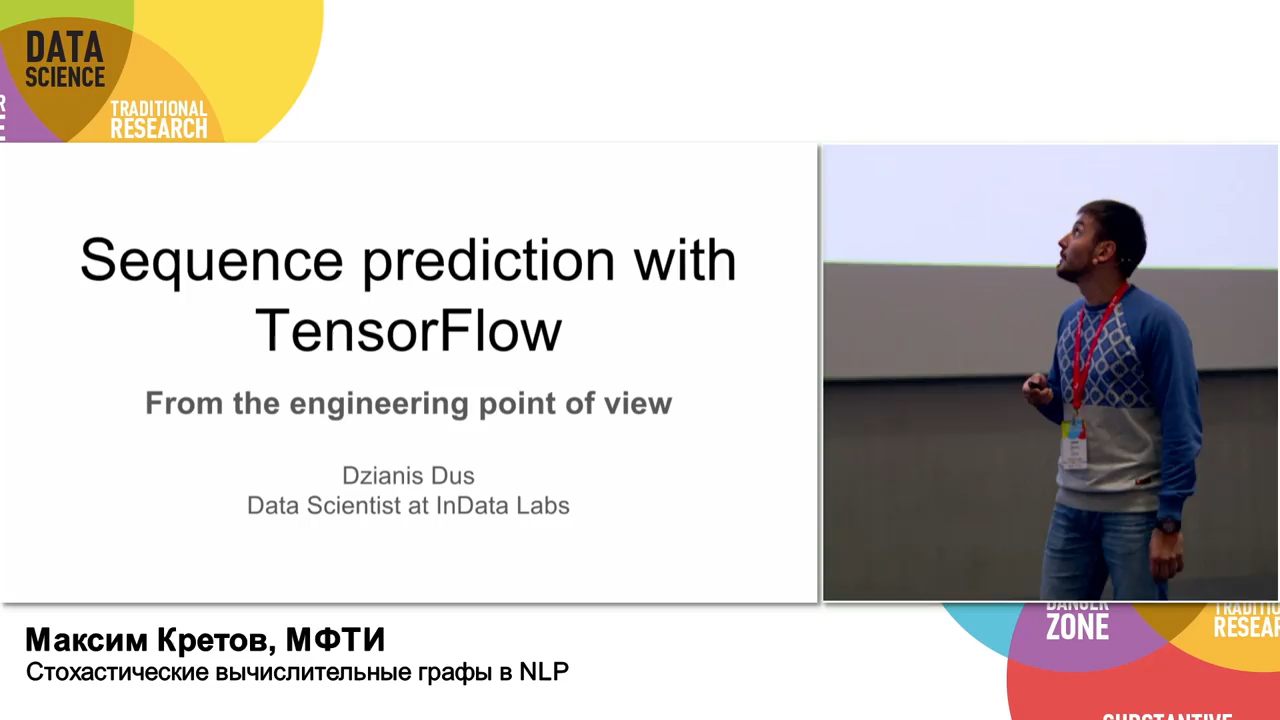 DATA
SCIENCE
TRADITIONAL
RESEARCH
Sequence prediction with
TensorFlow
From the engineering point of view
Dzianis Dus
Data Scientist at InData Labs
Максим Кретов, МФТИ
Стохастические вычислительные графы в NLP
DANGER
ZONE